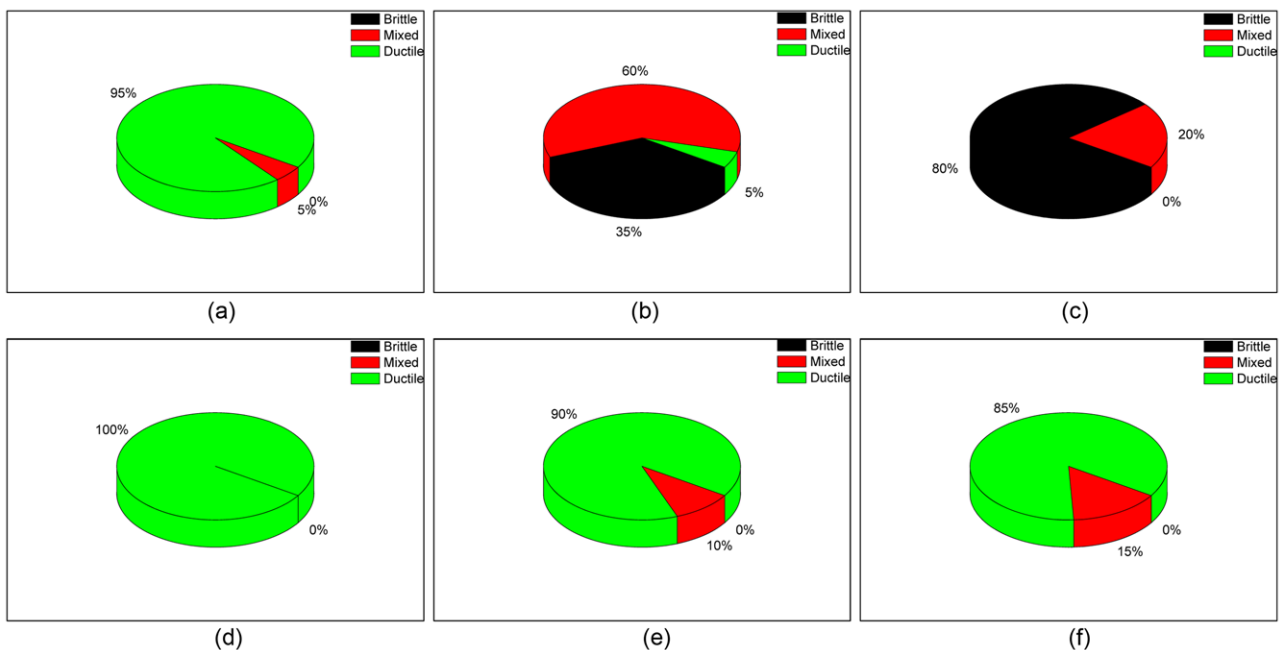 Brittle
Mixed
Ductile
95%
0%
5%
(a)
Brittle
Mixed
Ductile
60%
5%
35%
(b)
Brittle
Mixed
Ductile
20%
80%
0%
(c)
Brittle
Mixed
Ductile
100%
0%
(d)
Brittle
Mixed
Ductile
90%
0%
10%
(e)
Brittle
Mixed
Ductile
85%
0%
15%
(f)